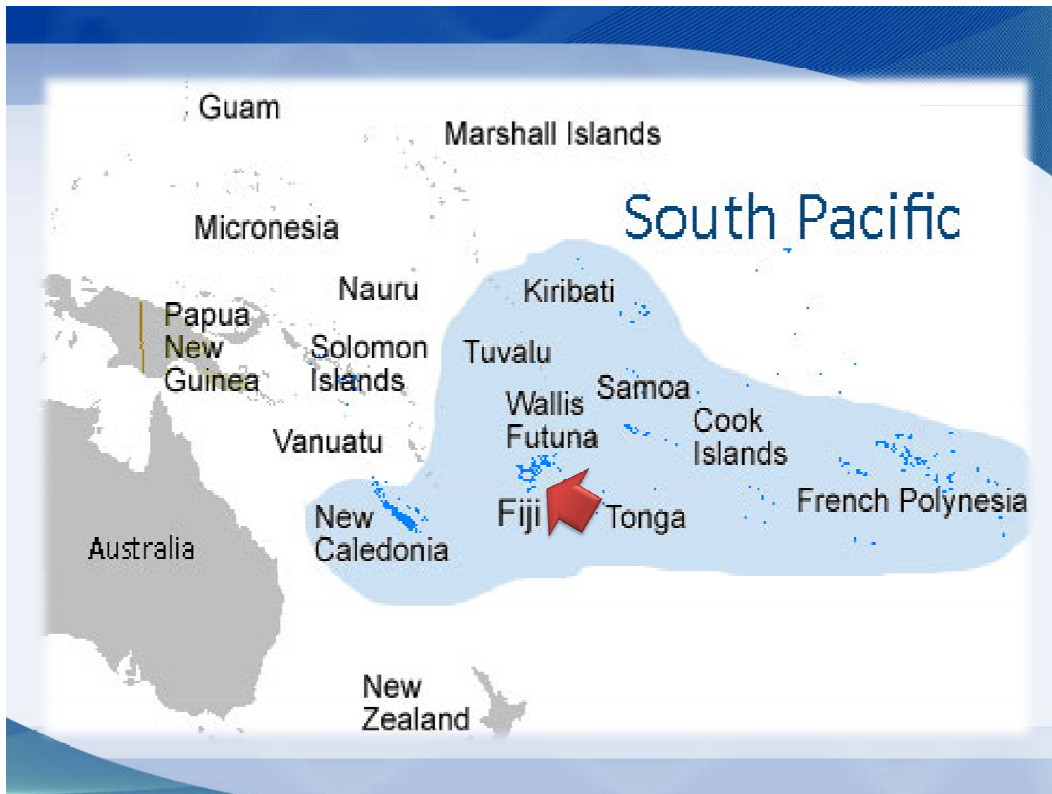 Guam
Marshall Islands
South Pacific
Micronesia
Nauru
Kiribati
Papua
New
Guinea
Solomon
Islands
Tuvalu
Samoa
Wallis
Futuna
Cook
Islands
Vanuatu
French Polynesia
New
Caledonia
Fiji
Tonga
Australia
New
Zealand